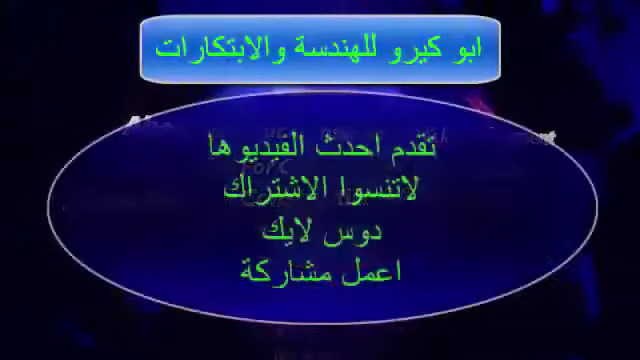 ابو كيرو للهندسة والابتكارات
تقدم احدث الفيديوها
لاتنسوا الاشتراك
دوس لايك
اعمل مشاركة